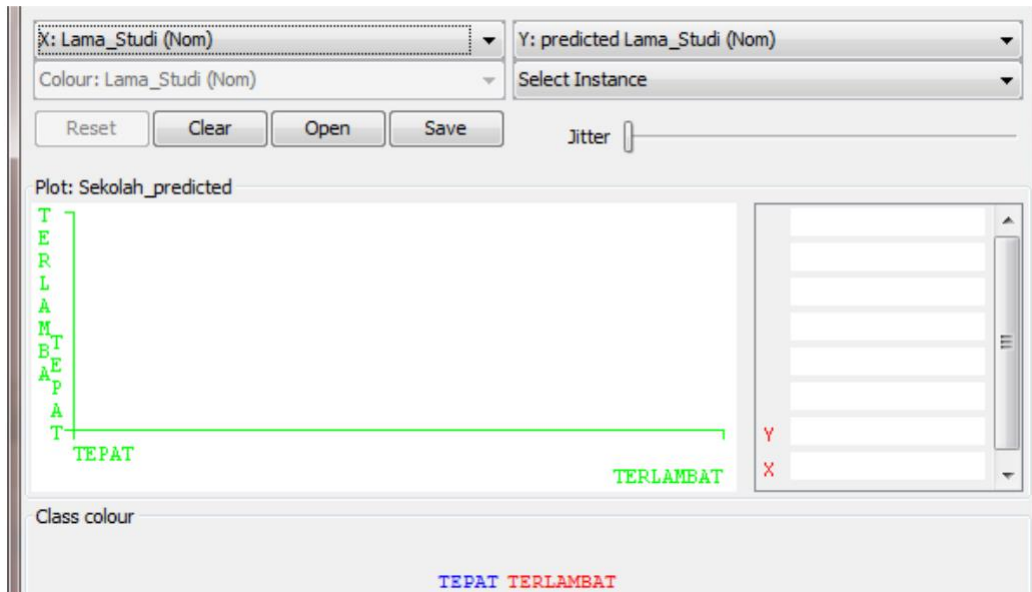 X: Lama_Studi (Nom)
Y: predicted Lama_Studi (Nom)
Colour: Lama_Studi (Nom)
Select Instance
Reset
Clear
Open
Save
Jitter
Plot: Sekolah_predicted
TERLAMBA
TEPAT
TEPAT
TERLAMBAT
Y
X
Class colour
TEPAT TERLAMBAT